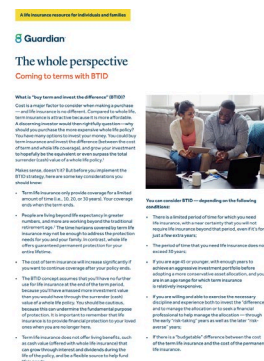 A life insurance resource for individuals and families
Guardian
The whole perspective
Coming to terms with BTID
What is "buy term and invest the difference" (BTID)?
Cost is a major factor to consider when making a purchase
— and life insurance is no different. Compared to whole life,
term insurance is attractive because it is more affordable.
A discerning investor would then rightfully question—why
should you purchase the more expensive whole life policy?
You have many options to invest your money. You could buy
term insurance and invest the difference (between the cost
of term and whole life coverage), and grow your investment
to hopefully be the equivalent or even surpass the total
surrender (cash) value of a whole life policy.
Makes sense, doesn't it? But before you implement the
BTID strategy, here are some key considerations you
should know:
• Term life insurance only provides coverage for a limited
amount of time (i.e., 10, 20, or 30 years). Your coverage
ends when the term ends.
• People are living beyond life expectancy in greater
numbers, and more are working beyond the traditional
retirement age. The time horizons covered by term life
insurance may not be enough to address the protection
needs for you and your family. In contrast, whole life
offers guaranteed permanent protection for your
entire lifetime.
• The cost of term insurance will increase significantly if
you want to continue coverage after your policy ends.
• The BTID concept assumes that you'll have no further
use for life insurance at the end of the term period,
because you'll have amassed more investment value
than you would have through the surrender (cash)
value of a whole life policy. You should be cautious,
because this can undermine the fundamental purpose
of protection. It is important to remember that life
insurance is to provide financial protection to your loved
ones when you are no longer here.
• Term life insurance does not offer living benefits, such
as cash value (offered with whole life insurance) that
can grow through interest and dividends during the
life of the policy, and be a flexible source to help fund
You can consider BTID — depending on the following
conditions:
• There is a limited period of time for which you need
life insurance, with a near certainty that you will not
require life insurance beyond that period, even if it's for
just a few extra years;
• The period of time that you need life insurance does not
exceed 30 years;
• If you are age 45 or younger, with enough years to
achieve an aggressive investment portfolio before
adopting a more conservative asset allocation, and you
are in an age range for which term insurance
is relatively inexpensive;
• If you are willing and able to exercise the necessary
discipline and experience both to invest the "difference"
and to manage the allocation or to seek a financial
professional to help manage the allocation — through
the early "risk-taking" years as well as the later "risk-
averse" years;
• If there is a "budgetable" difference between the cost
of the term life insurance and the cost of the permanent
life insurance.